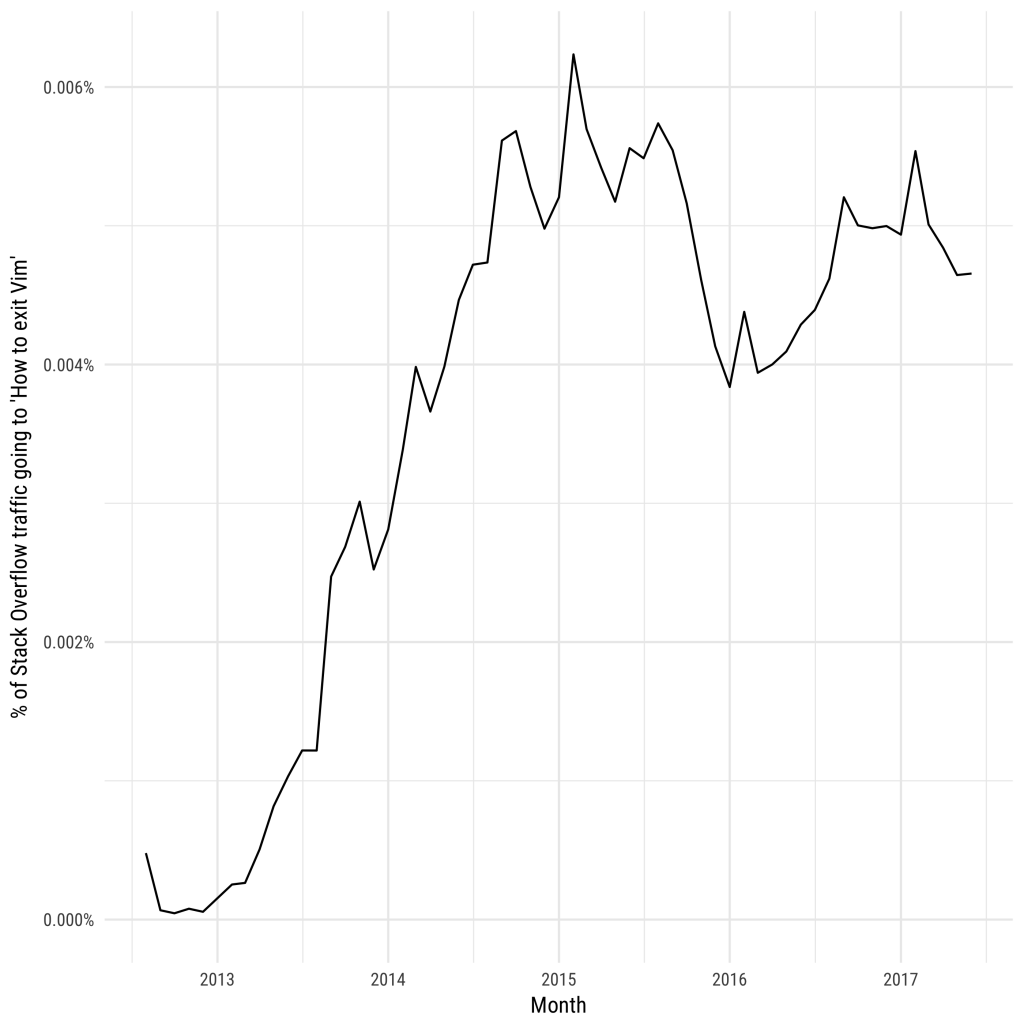 % of Stack Overflow traffic going to 'How to exit Vim'
0.006%
0.004%
0.002%
0.000%
2013 2014 2015 2016 2017
Month